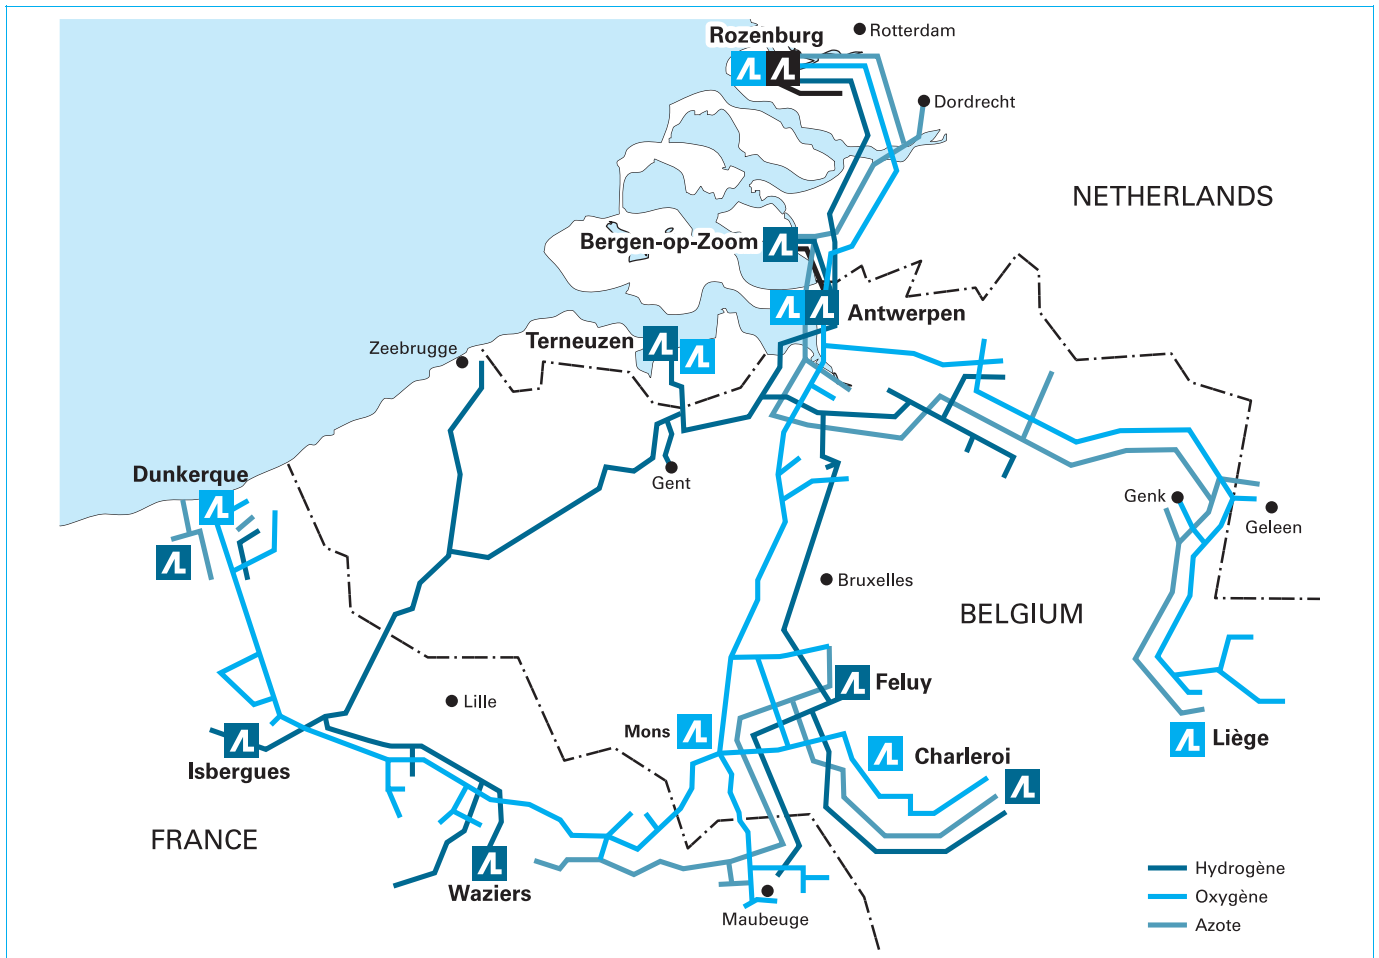 Rozenburg
Rotterdam
Dordrecht
NETHERLANDS
Bergen-op-Zoom
Antwerpen
Terneuzen
Zeebrugge
Dunkerque
Gent
Genk
Geleen
Bruxelles
BELGIUM
Feluy
Lille
Mons
Liège
Charleroi
Isbergues
FRANCE
Waziers
Maubeuge
Hydrogène
Oxygène
Azote